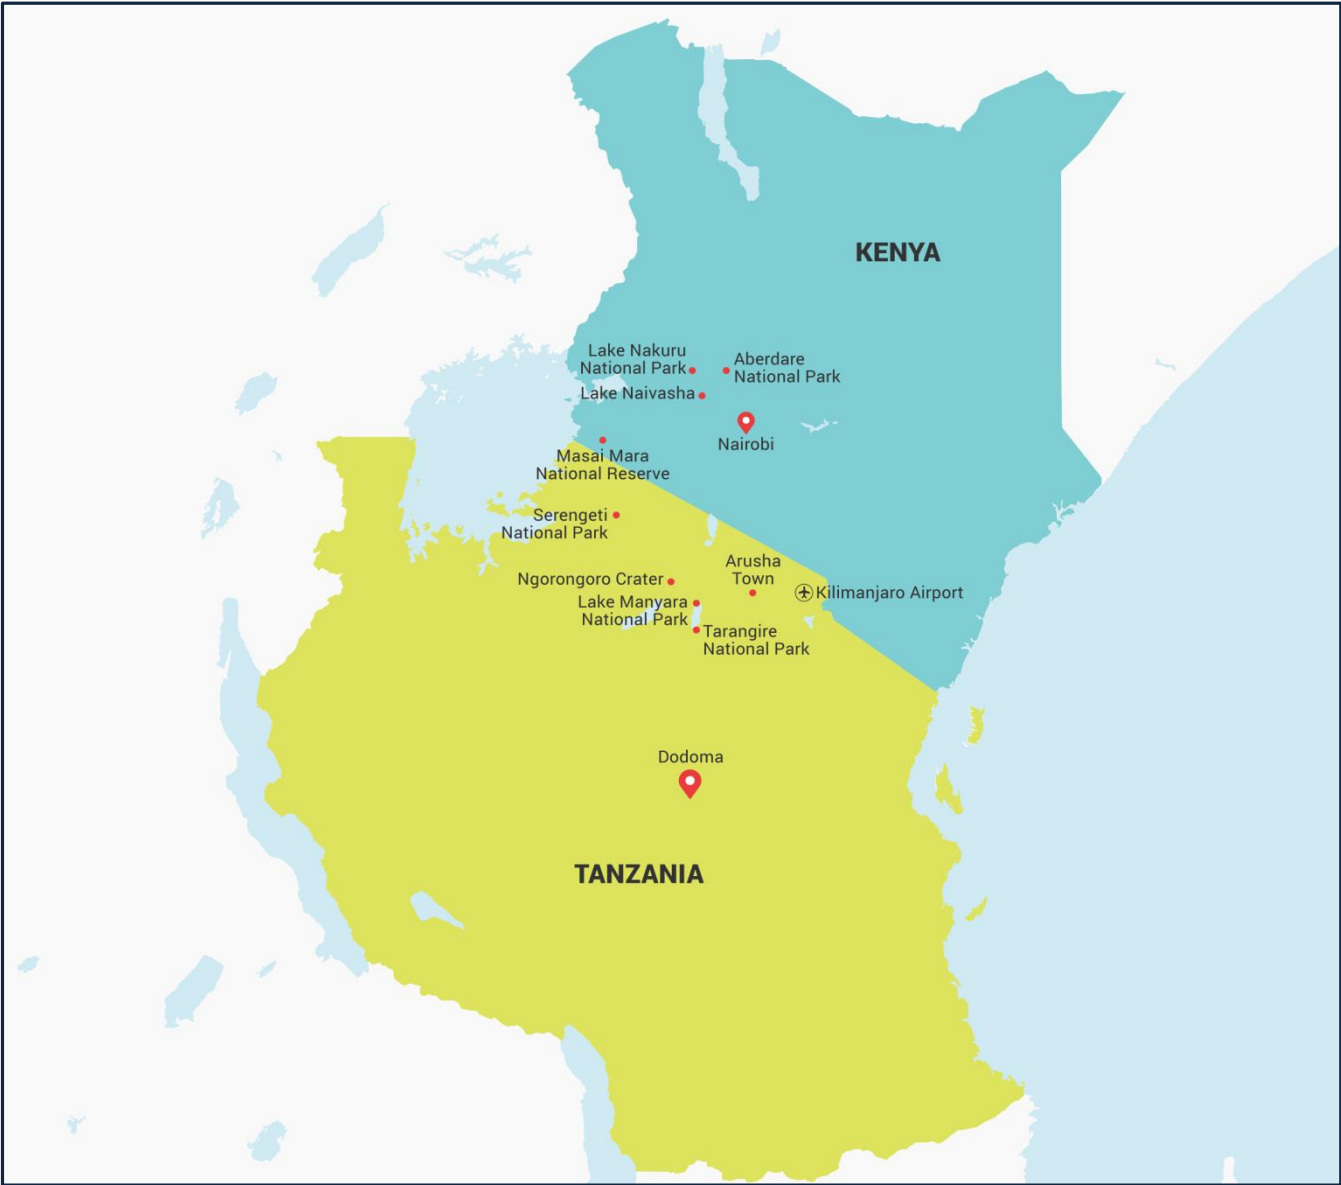 KENYA
Lake Nakuru
National Park
Aberdare
National Park
Lake Naivasha
Nairobi
Masai Mara
National Reserve
Serengeti
National Park
Arusha
Town
Ngorongoro Crater
Kilimanjaro Airport
Lake Manyara
National Park
Tarangire
National Park
Dodoma
TANZANIA